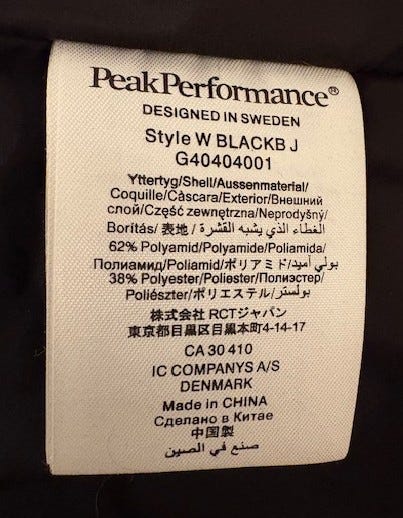 PeakPerformance®
DESIGNED IN SWEDEN
Style W BLACKB J
G40404001
Yttertyg/Shell/Aussenmaterial/
Coquille/Càscara/Exterior/Внешний
слой/Część zewnętrzna/Neprodyšný/
Borítás/ 表地 / الغطاء الذي يشبه القشرة /
62% Polyamid/Polyamide/Poliamida/
Полиамид/Poliamid/ポリアミド/بولي أميد/
38% Polyester/Poliester/Полиэстер/
Poliészter/ポリエステル/بولستر/
株式会社 RCTジャパン
東京都目黒区目黒本町4-14-17
CA 30 410
IC COMPANYS A/S
DENMARK
Made in CHINA
Сделано в Китае
中国製
صنع في الصين